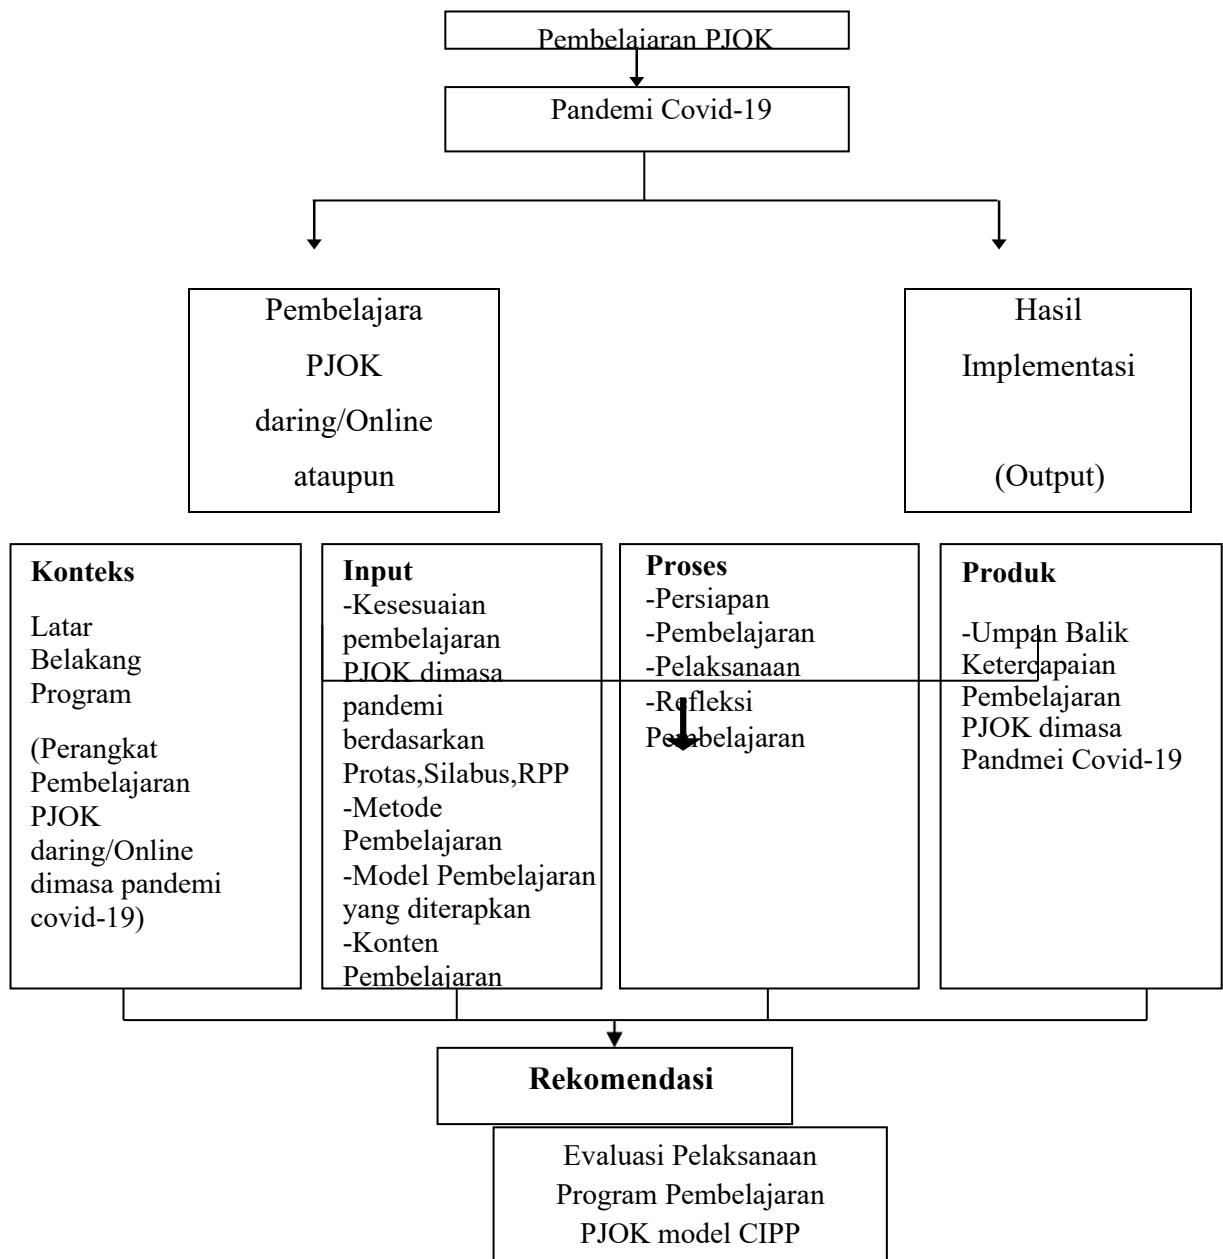 Pembelajaran PJOK
Pandemi Covid-19
Pembelajara
PJOK
daring/Online
ataupun
Hasil
Implementasi
(Output)
Konteks
Latar
Belakang
Program
(Perangkat
Pembelajaran
PJOK
daring/Online
dimasa pandemi
covid-19)
Input
-Kesesuaian
pembelajaran
PJOK dimasa
pandemi
berdasarkan
Protas,Silabus,RPP
-Metode
Pembelajaran
-Model Pembelajaran
yang diterapkan
-Konten
Pembelajaran
Proses
-Persiapan
-Pembelajaran
-Pelaksanaan
-Refleksi
Pembelajaran
Produk
-Umpan Balik
Ketercapaian
Pembelajaran
PJOK dimasa
Pandmei Covid-19
Rekomendasi
Evaluasi Pelaksanaan
Program Pembelajaran
PJOK model CIPP